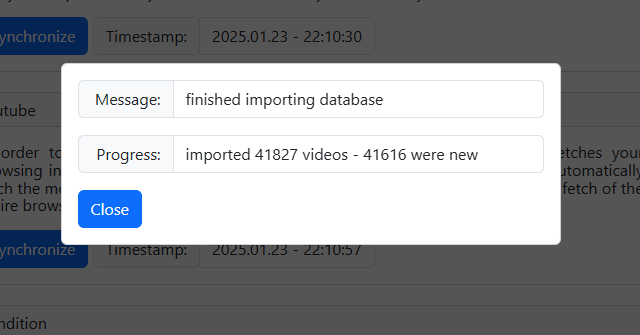 ynchronize Timestamp: 2025.01.23 - 22:10:30
utube
Message: finished importing database
order to etches your
Progress: imported 41827 videos - 41616 were new
wsing in automatically
ch the mo fetch of the
ire brows
Close
ynchronize Timestamp: 2025.01.23 - 22:10:57
ndition